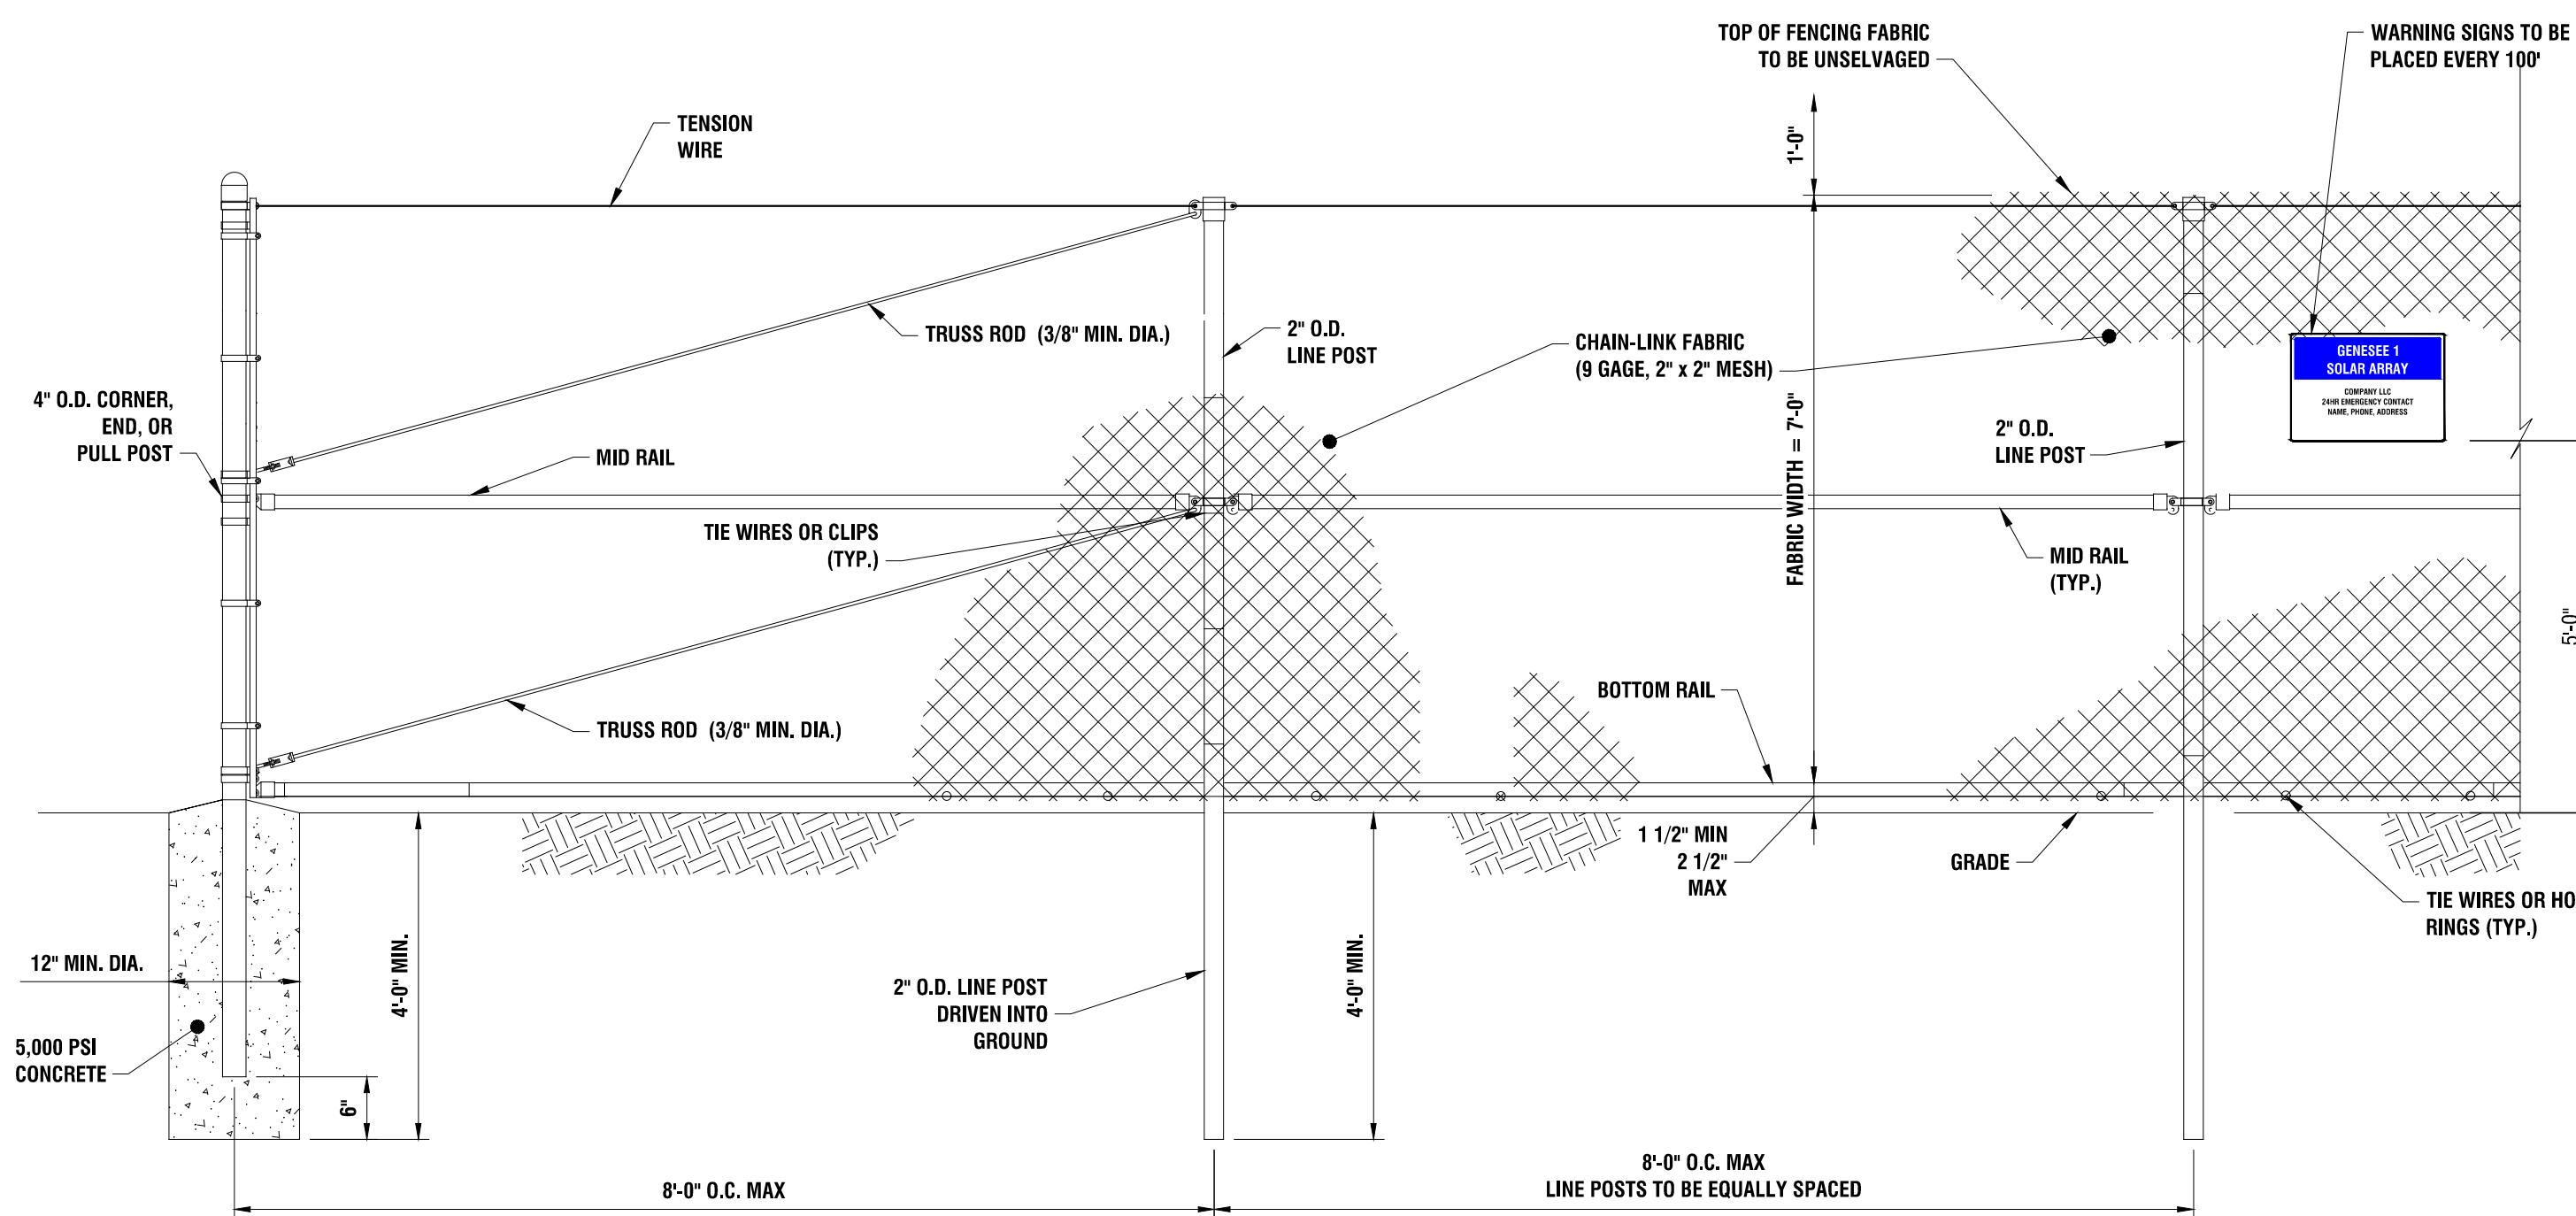 TOP OF FENCING FABRIC
TO BE UNSELVAGED
WARNING SIGNS TO BE
PLACED EVERY 100'
TENSION
WIRE
1'-0"
TRUSS ROD (3/8" MIN. DIA.)
2" O.D.
LINE POST
CHAIN-LINK FABRIC
(9 GAGE, 2" x 2" MESH)
GENESEE 1
SOLAR ARRAY
COMPANY LLC
24HR EMERGENCY CONTACT
NAME, PHONE, ADDRESS
4" O.D. CORNER,
END, OR
PULL POST
MID RAIL
FABRIC WIDTH = 7'-0"
2" O.D.
LINE POST
TIE WIRES OR CLIPS
(TYP.)
MID RAIL
(TYP.)
5'-0"
BOTTOM RAIL
TRUSS ROD (3/8" MIN. DIA.)
1 1/2" MIN
2 1/2"
MAX
GRADE
TIE WIRES OR HO
RINGS (TYP.)
12" MIN. DIA.
4'-0" MIN.
2" O.D. LINE POST
DRIVEN INTO
GROUND
4'-0" MIN.
5,000 PSI
CONCRETE
6"
8'-0" O.C. MAX
8'-0" O.C. MAX
LINE POSTS TO BE EQUALLY SPACED